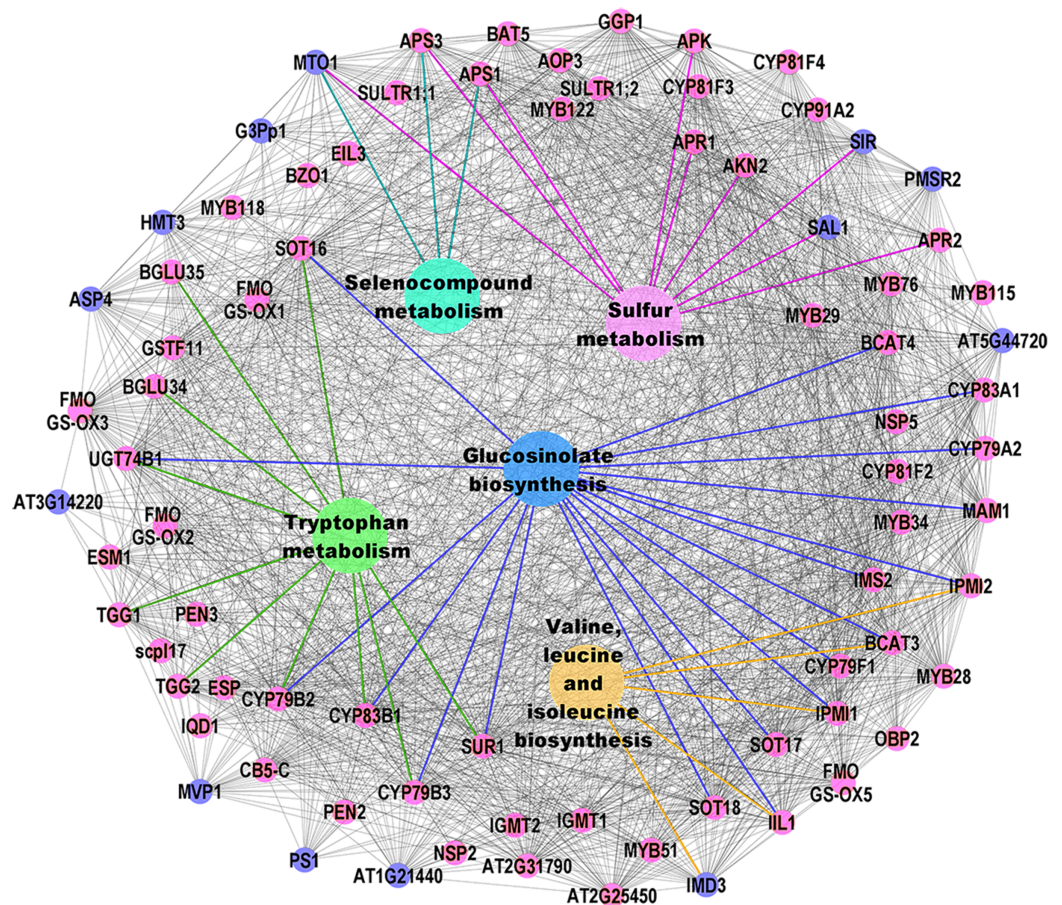 GGP1
BAT5
APS3
APK
MTO1
AOP3
CYP81F4
APS1
SULTR1;1
SULTR1;2
CYP81F3
MYB122
CYP91A2
G3Pp1
EIL3
APR1
SIR
BZO1
AKN2
PMSR2
MYB118
HMT3
SAL1
SOT16
APR2
BGLU35
Selenocompound
metabolism
MYB76
FMO
GS-OX1
MYB115
ASP4
Sulfur
metabolism
MYB29
GSTF11
BCAT4
AT5G44720
BGLU34
CYP83A1
FMO
GS-OX3
NSP5
UGT74B1
Glucosinolate
biosynthesis
CYP79A2
CYP81F2
AT3G14220
MAM1
FMO
GS-OX2
Tryptophan
metabolism
MYB34
ESM1
IMS2
IPMI2
TGG1
PEN3
Valine,
leucine
and
isoleucine
biosynthesis
scpl17
BCAT3
CYP79F1
MYB28
TGG2
ESP
CYP79B2
CYP83B1
IPMI1
IQD1
SUR1
SOT17
OBP2
CB5-C
FMO
GS-OX5
MVP1
CYP79B3
SOT18
PEN2
IGMT2
IGMT1
IIL1
PS1
NSP2
MYB51
AT1G21440
AT2G31790
IMD3
AT2G25450